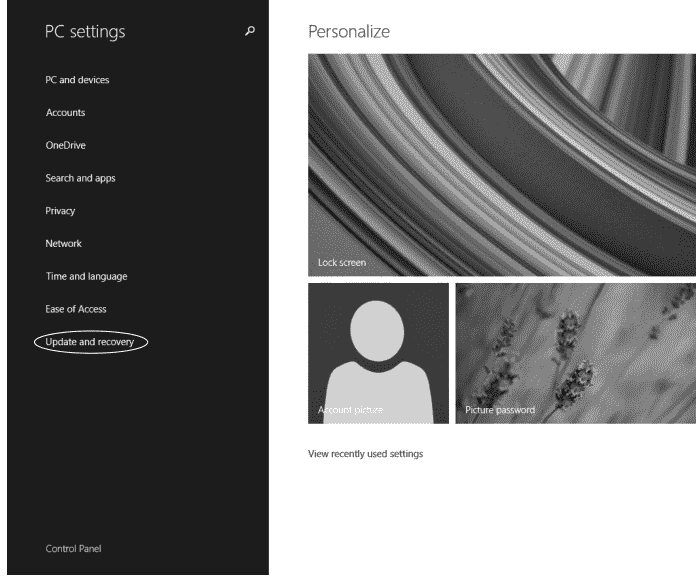 PC settings
PC and devices
Accounts
OneDrive
Search and apps
Privacy
Network
Time and language
Ease of Access
Update and recovery
Control Panel
Personalize
Lock screen
Account picture
Picture password
View recently used settings